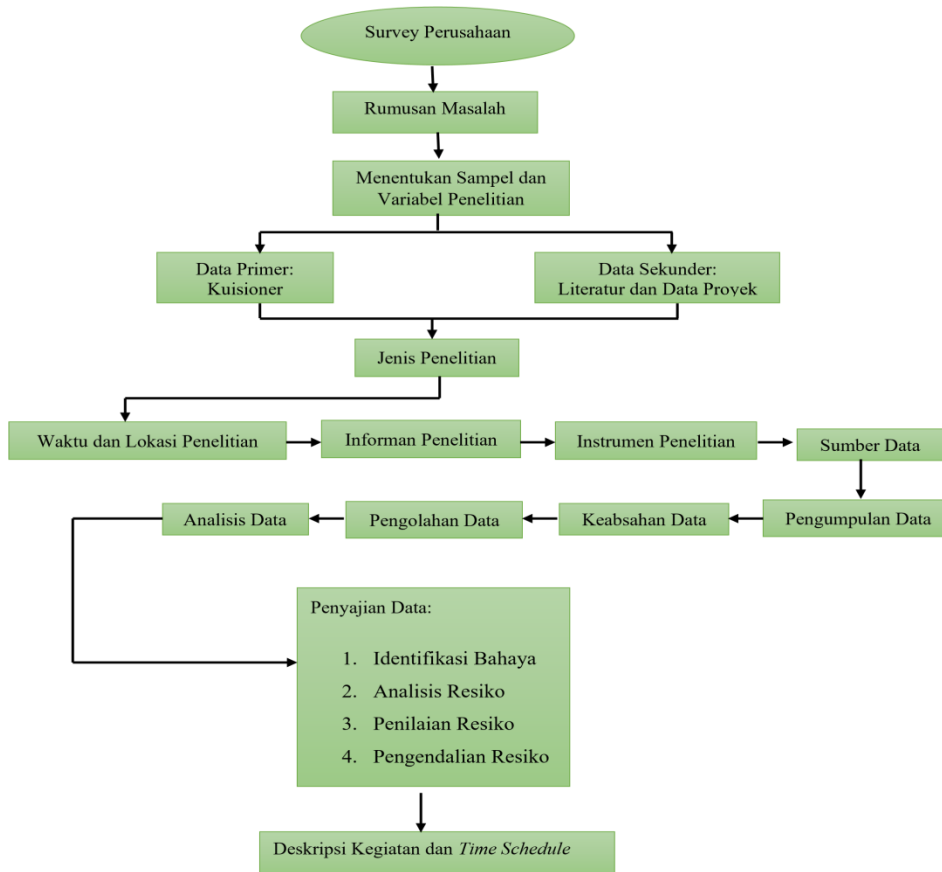 Survey Perusahaan
Rumusan Masalah
Menentukan Sampel dan
Variabel Penelitian
Data Primer:
Kuisioner
Data Sekunder:
Literatur dan Data Proyek
Jenis Penelitian
Waktu dan Lokasi Penelitian
Informan Penelitian
Instrumen Penelitian
Sumber Data
Pengumpulan Data
Keabsahan Data
Pengolahan Data
Analisis Data
Penyajian Data:
1. Identifikasi Bahaya
2. Analisis Resiko
3. Penilaian Resiko
4. Pengendalian Resiko
Deskripsi Kegiatan dan Time Schedule